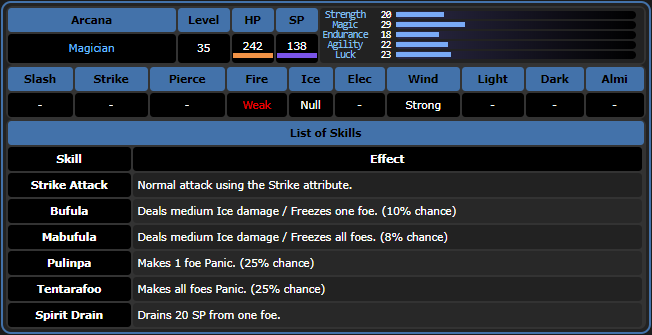 Arcana Level HP SP
Magician 35 242 138
Strength 20
Magic 29
Endurance 18
Agility 22
Luck 23
Slash Strike Pierce Fire Ice Elec Wind Light Dark Almi
- - - Weak Null - Strong - - -
List of Skills
Skill Effect
Strike Attack Normal attack using the Strike attribute.
Bufula Deals medium Ice damage / Freezes one foe. (10% chance)
Mabufula Deals medium Ice damage / Freezes all foes. (8% chance)
Pulinpa Makes 1 foe Panic. (25% chance)
Tentarafoo Makes all foes Panic. (25% chance)
Spirit Drain Drains 20 SP from one foe.